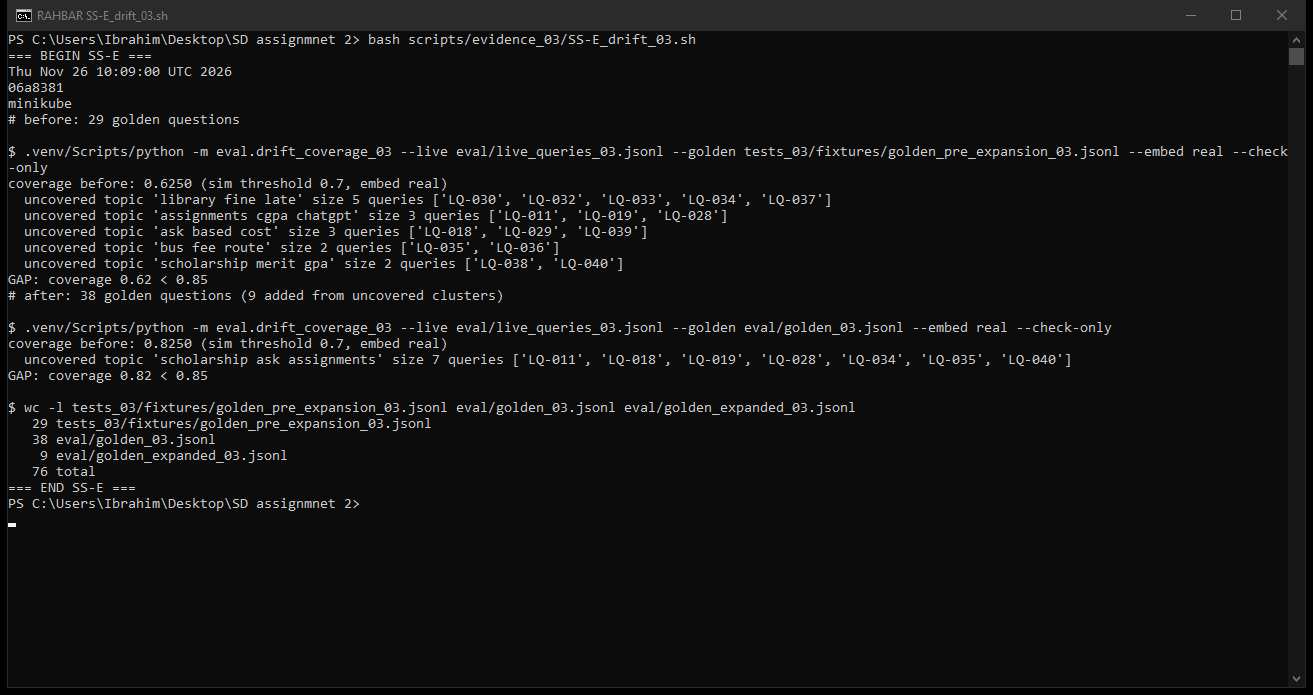 RAHBAR SS-E_drift_03.sh
PS C:\Users\Ibrahim\Desktop\SD assignmnet 2> bash scripts/evidence_03/SS-E_drift_03.sh
=== BEGIN SS-E ===
Thu Nov 26 10:09:00 UTC 2026
06a8381
minikube
# before: 29 golden questions
$ .venv/Scripts/python -m eval.drift_coverage_03 --live eval/live_queries_03.jsonl --golden tests_03/fixtures/golden_pre_expansion_03.jsonl --embed real --check
-only
coverage before: 0.6250 (sim threshold 0.7, embed real)
  uncovered topic 'library fine late' size 5 queries ['LQ-030', 'LQ-032', 'LQ-033', 'LQ-034', 'LQ-037']
  uncovered topic 'assignments cgpa chatgpt' size 3 queries ['LQ-011', 'LQ-019', 'LQ-028']
  uncovered topic 'ask based cost' size 3 queries ['LQ-018', 'LQ-029', 'LQ-039']
  uncovered topic 'bus fee route' size 2 queries ['LQ-035', 'LQ-036']
  uncovered topic 'scholarship merit gpa' size 2 queries ['LQ-038', 'LQ-040']
GAP: coverage 0.62 < 0.85
# after: 38 golden questions (9 added from uncovered clusters)
$ .venv/Scripts/python -m eval.drift_coverage_03 --live eval/live_queries_03.jsonl --golden eval/golden_03.jsonl --embed real --check-only
coverage before: 0.8250 (sim threshold 0.7, embed real)
  uncovered topic 'scholarship ask assignments' size 7 queries ['LQ-011', 'LQ-018', 'LQ-019', 'LQ-028', 'LQ-034', 'LQ-035', 'LQ-040']
GAP: coverage 0.82 < 0.85
$ wc -l tests_03/fixtures/golden_pre_expansion_03.jsonl eval/golden_03.jsonl eval/golden_expanded_03.jsonl
   29 tests_03/fixtures/golden_pre_expansion_03.jsonl
   38 eval/golden_03.jsonl
    9 eval/golden_expanded_03.jsonl
   76 total
=== END SS-E ===
PS C:\Users\Ibrahim\Desktop\SD assignmnet 2>